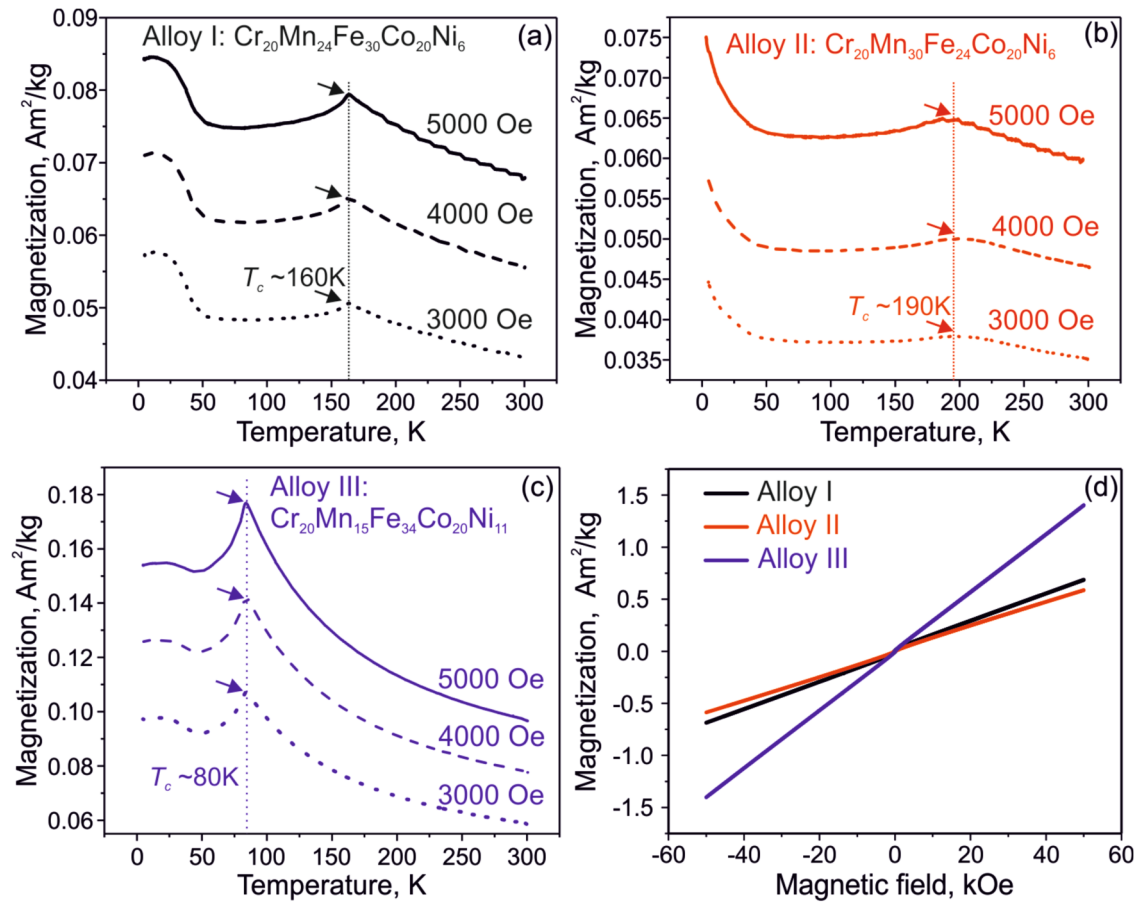 Alloy I: Cr₂₀Mn₂₄Fe₃₀Co₂₀Ni₆
(a)
0.09
0.08
0.07
0.06
0.05
0.04
Magnetization, Am²/kg
5000 Oe
4000 Oe
T_c ~160K
3000 Oe
0 50 100 150 200 250 300
Temperature, K
Alloy II: Cr₂₀Mn₃₀Fe₂₄Co₂₀Ni₆
(b)
0.075
0.070
0.065
0.060
0.055
0.050
0.045
0.040
0.035
Magnetization, Am²/kg
5000 Oe
4000 Oe
T_c ~190K
3000 Oe
0 50 100 150 200 250 300
Temperature, K
Alloy III:
Cr₂₀Mn₁₅Fe₃₄Co₂₀Ni₁₁
(c)
0.18
0.16
0.14
0.12
0.10
0.08
0.06
Magnetization, Am²/kg
5000 Oe
4000 Oe
T_c ~80K
3000 Oe
0 50 100 150 200 250 300
Temperature, K
(d)
Alloy I
Alloy II
Alloy III
1.5
1.0
0.5
0.0
-0.5
-1.0
-1.5
Magnetization, Am²/kg
-60 -40 -20 0 20 40 60
Magnetic field, kOe